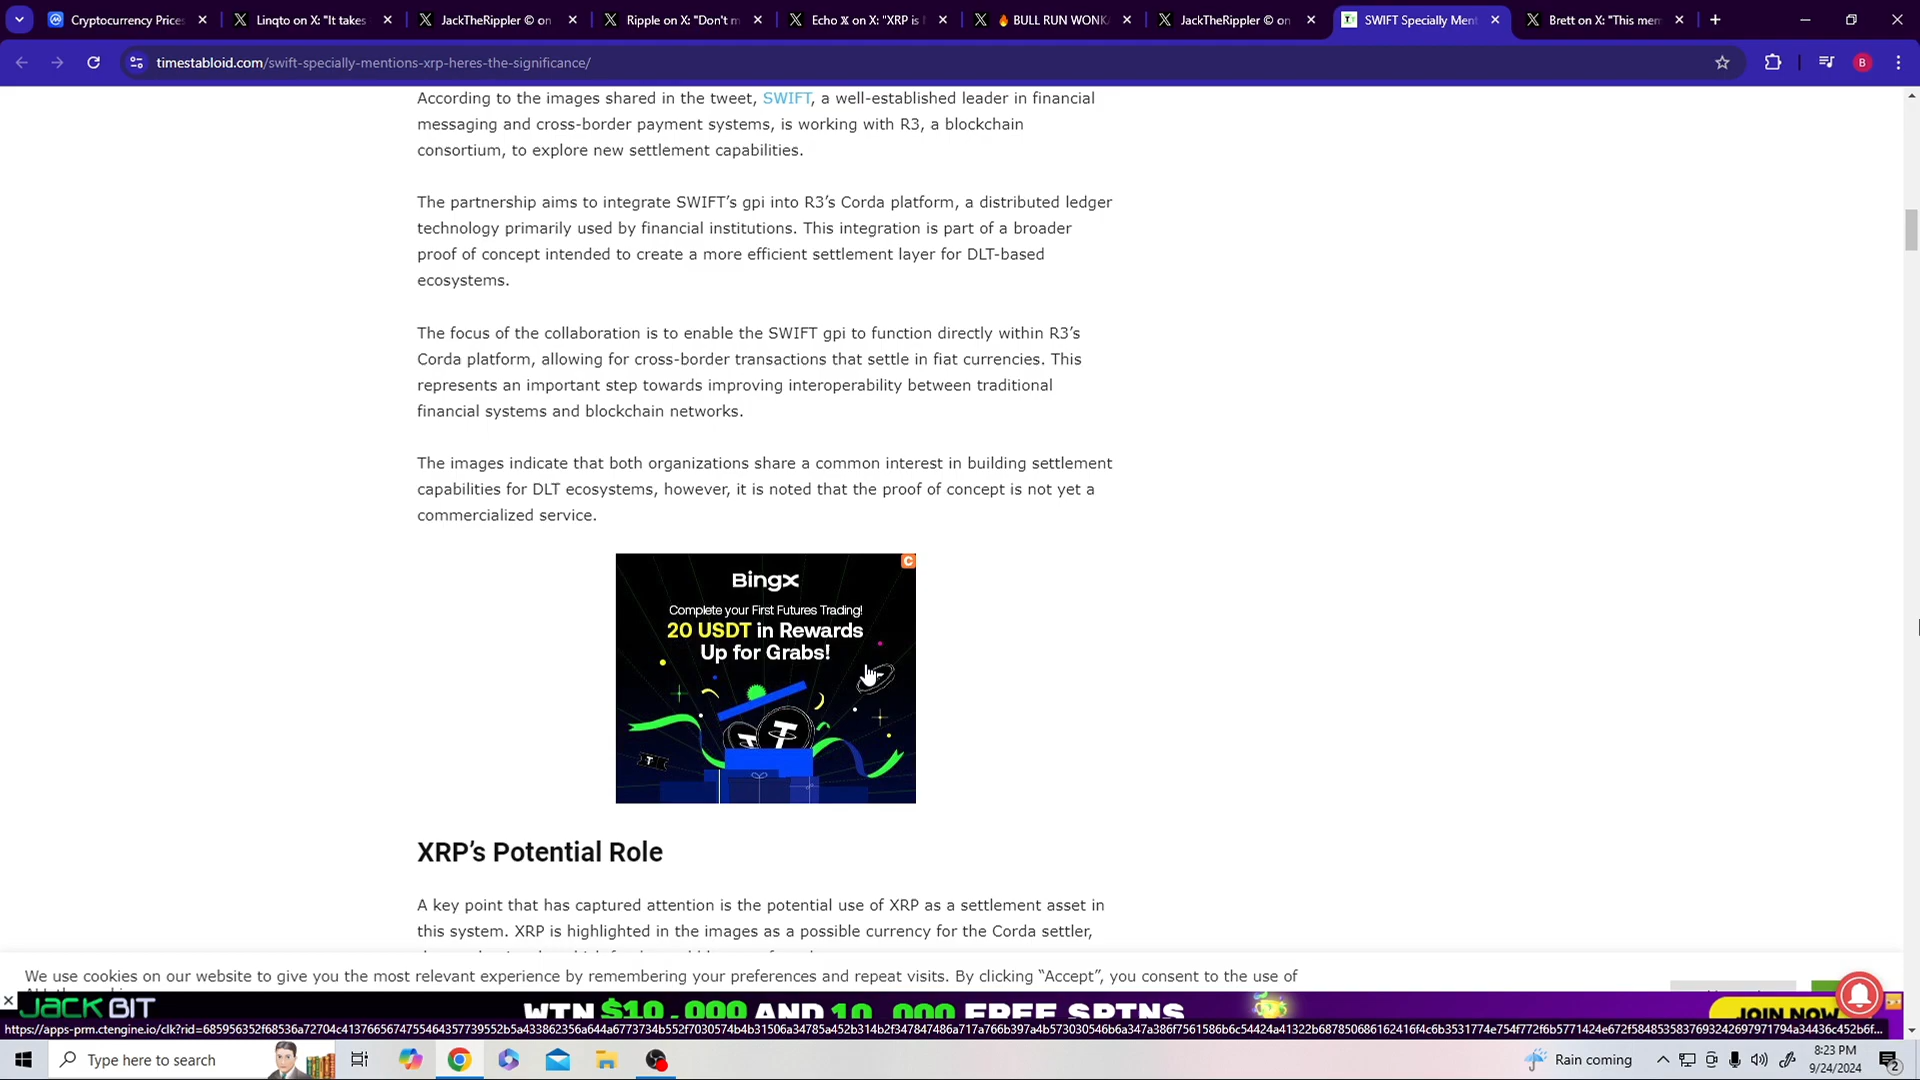 Cryptocurrency Prices
Linqto on X: "It takes
JackTheRippler © on
Ripple on X: "Don't m
Echo 𝕏 on X: "XRP is
🔥 BULL RUN WONKA
JackTheRippler © on
SWIFT Specially Ment
Brett on X: "This mem
timestabloid.com/swift-specially-mentions-xrp-heres-the-significance/
B
According to the images shared in the tweet, SWIFT, a well-established leader in financial
messaging and cross-border payment systems, is working with R3, a blockchain
consortium, to explore new settlement capabilities.
The partnership aims to integrate SWIFT’s gpi into R3’s Corda platform, a distributed ledger
technology primarily used by financial institutions. This integration is part of a broader
proof of concept intended to create a more efficient settlement layer for DLT-based
ecosystems.
The focus of the collaboration is to enable the SWIFT gpi to function directly within R3’s
Corda platform, allowing for cross-border transactions that settle in fiat currencies. This
represents an important step towards improving interoperability between traditional
financial systems and blockchain networks.
The images indicate that both organizations share a common interest in building settlement
capabilities for DLT ecosystems, however, it is noted that the proof of concept is not yet a
commercialized service.
BingX
Complete your First Futures Trading!
20 USDT in Rewards
Up for Grabs!
XRP’s Potential Role
A key point that has captured attention is the potential use of XRP as a settlement asset in
this system. XRP is highlighted in the images as a possible currency for the Corda settler,
We use cookies on our website to give you the most relevant experience by remembering your preferences and repeat visits. By clicking “Accept”, you consent to the use of
JACKBIT
WIN $10,000 AND 10,000 FREE SPINS
JOIN NOW
Type here to search
Rain coming
8:23 PM
9/24/2024
2